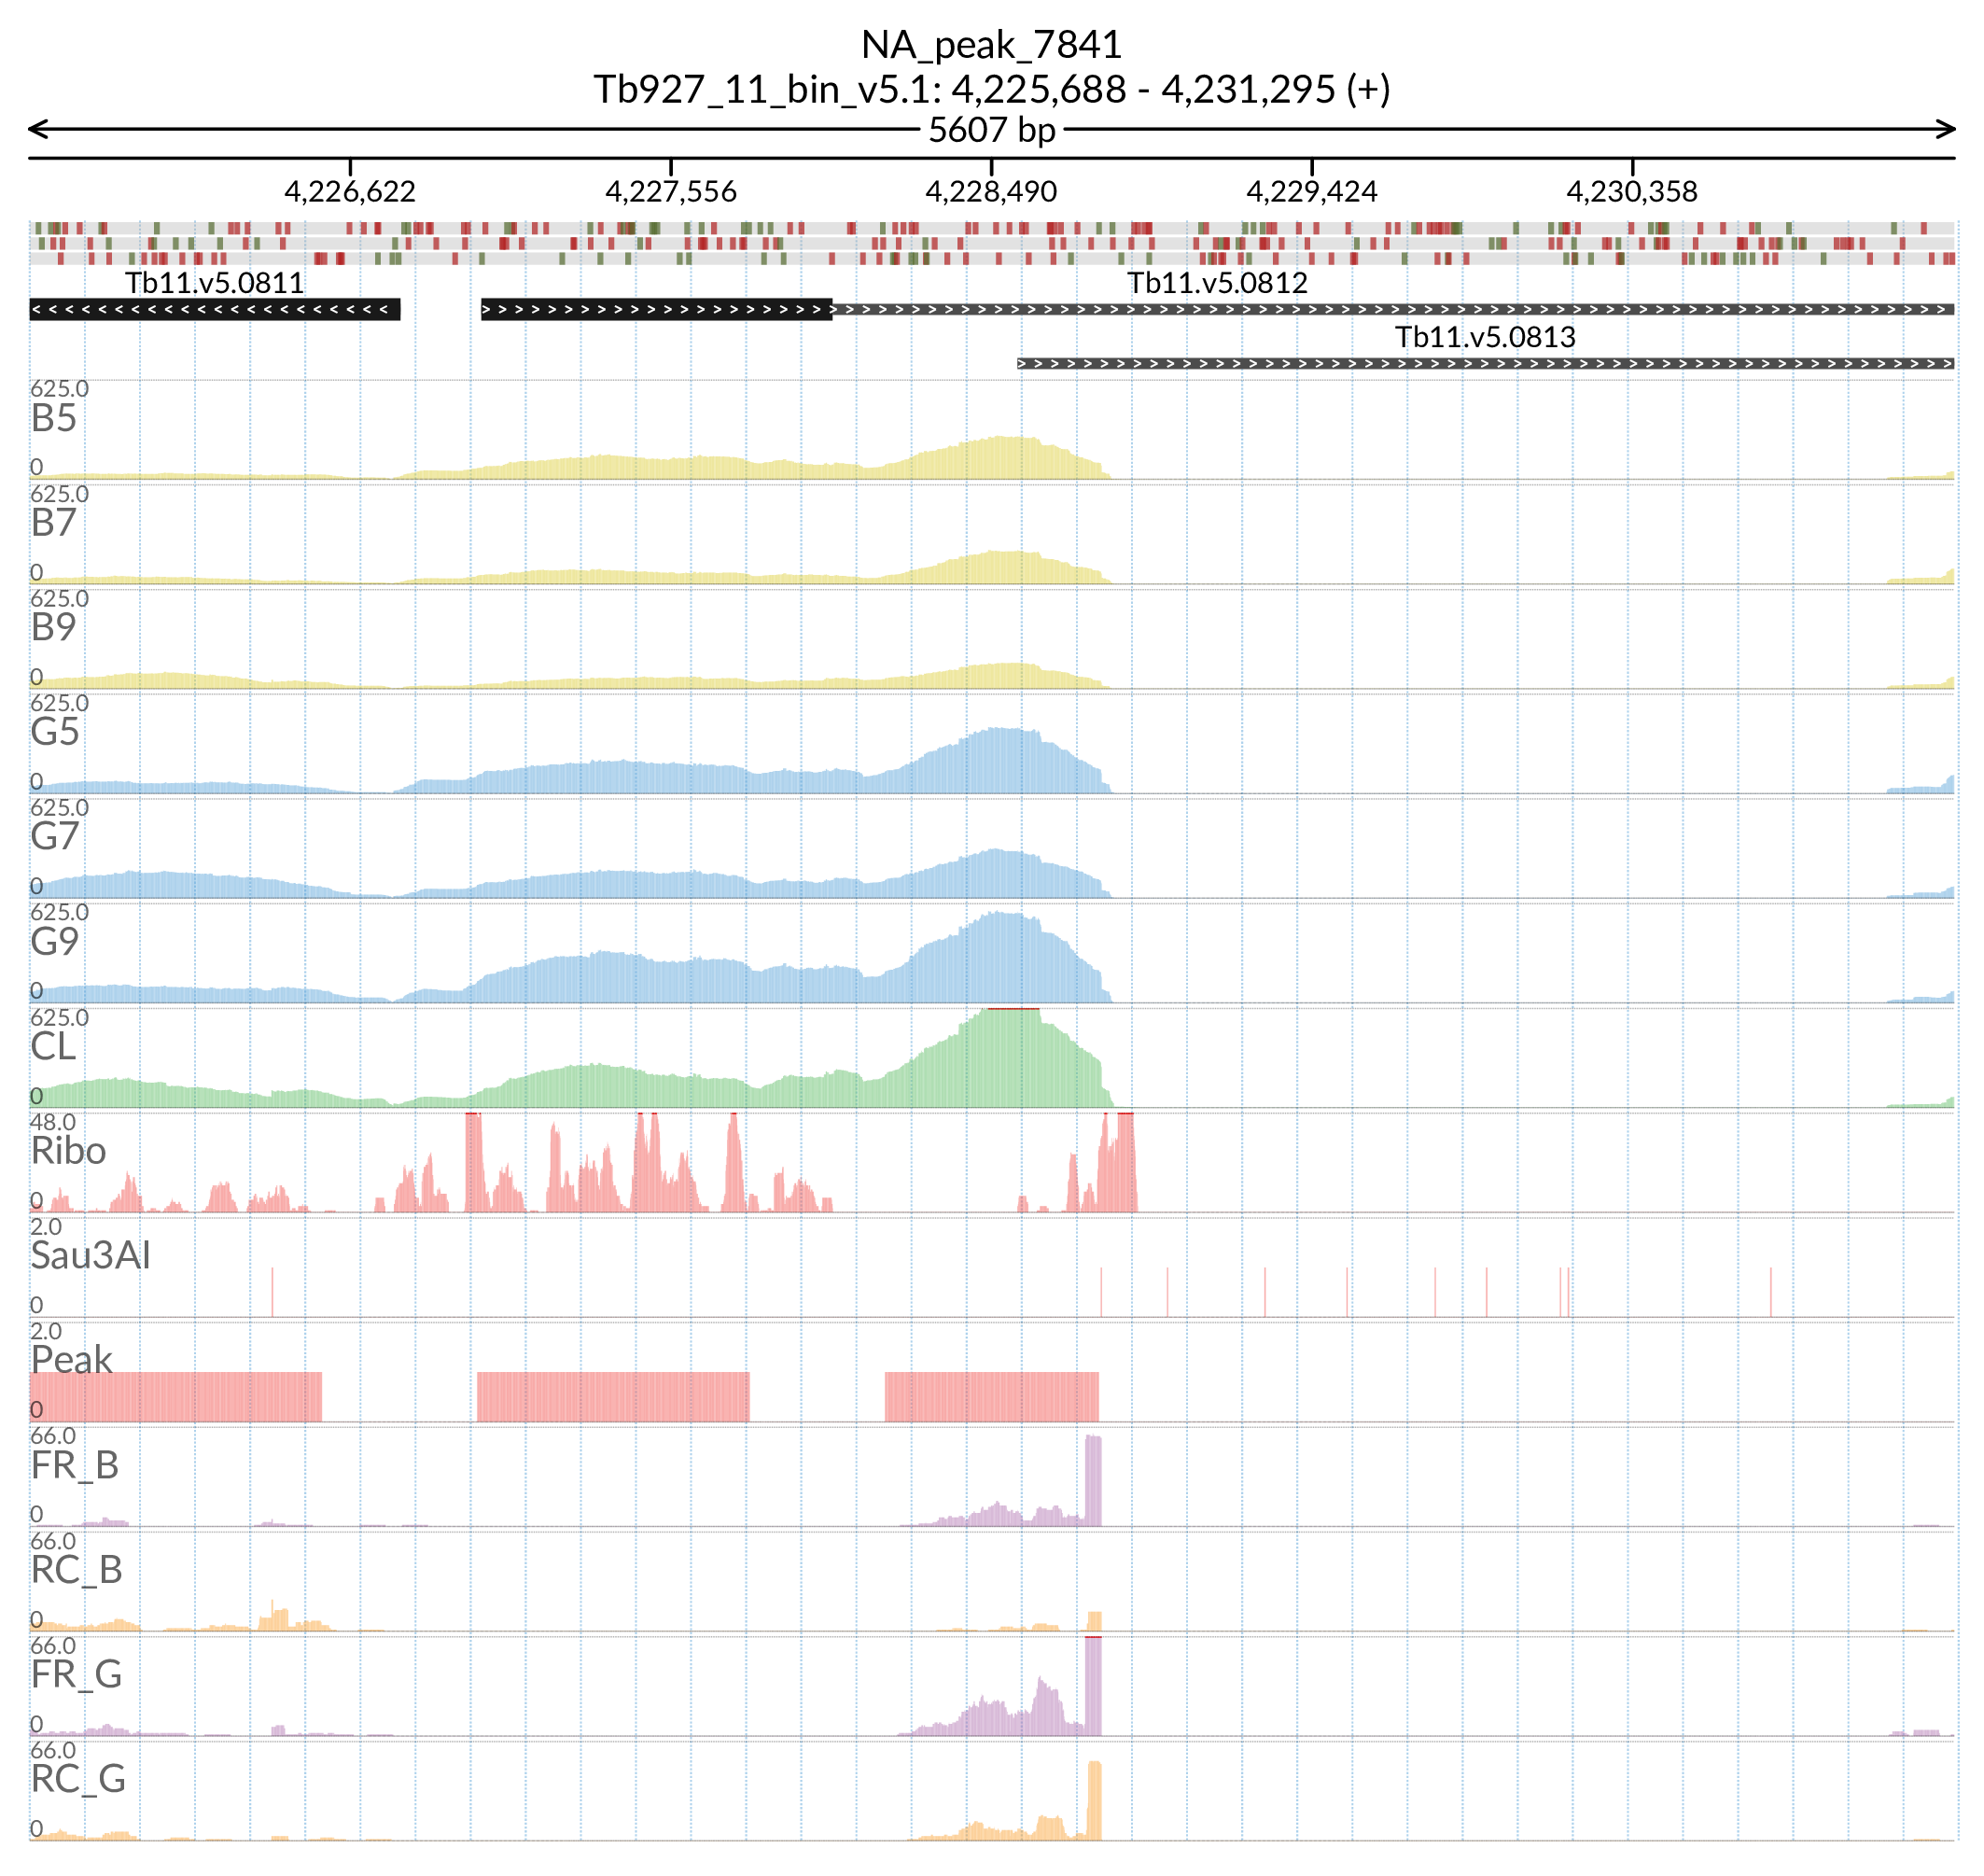 NA_peak_7841
Tb927_11_bin_v5.1: 4,225,688 - 4,231,295 (+)
5607 bp
4,226,622 4,227,556 4,228,490 4,229,424 4,230,358
Tb11.v5.0811 Tb11.v5.0812
Tb11.v5.0813
625.0
B5
0
625.0
B7
0
625.0
B9
0
625.0
G5
0
625.0
G7
0
625.0
G9
0
625.0
CL
0
48.0
Ribo
0
2.0
Sau3AI
0
2.0
Peak
0
66.0
FR_B
0
66.0
RC_B
0
66.0
FR_G
0
66.0
RC_G
0